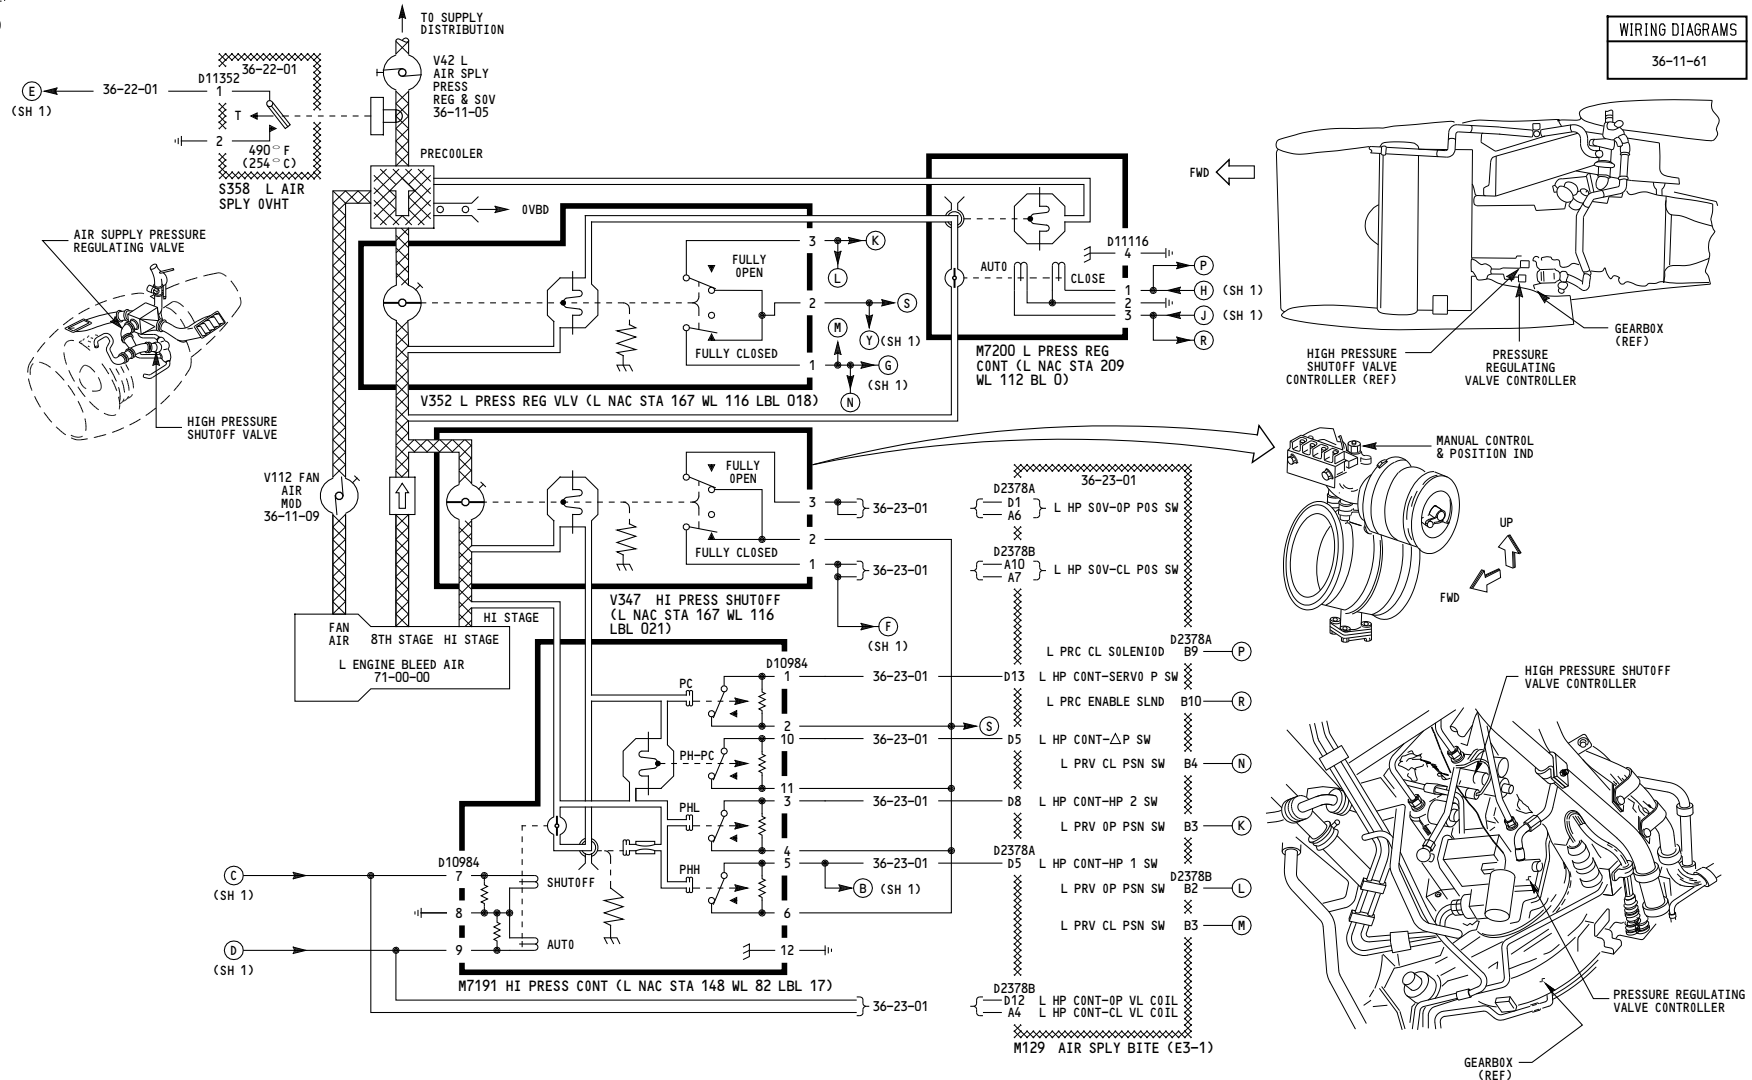 TO SUPPLY
DISTRIBUTION
WIRING DIAGRAMS
36-11-61
V42 L
AIR SPLY
PRESS
REG & SOV
36-11-05
36-22-01
D11352
E
36-22-01
1
(SH 1)
T
2
490°F
(254°C)
S358 L AIR
SPLY OVHT
PRECOOLER
OVBD
FWD
AIR SUPPLY PRESSURE
REGULATING VALVE
HIGH PRESSURE
SHUTOFF VALVE
3
K
L
FULLY
OPEN
2
S
M
Y
(SH 1)
FULLY CLOSED
1
G
(SH 1)
N
V352 L PRESS REG VLV (L NAC STA 167 WL 116 LBL 018)
D11116
4
AUTO
CLOSE
P
1
H
(SH 1)
2
3
J
(SH 1)
R
M7200 L PRESS REG
CONT (L NAC STA 209
WL 112 BL 0)
GEARBOX
(REF)
HIGH PRESSURE
SHUTOFF VALVE
CONTROLLER (REF)
PRESSURE
REGULATING
VALVE CONTROLLER
V112 FAN
AIR
MOD
36-11-09
FULLY
OPEN
3
36-23-01
2
FULLY CLOSED
1
36-23-01
F
(SH 1)
V347 HI PRESS SHUTOFF
(L NAC STA 167 WL 116
LBL 021)
HI STAGE
FAN
AIR
8TH STAGE
HI STAGE
L ENGINE BLEED AIR
71-00-00
MANUAL CONTROL
& POSITION IND
UP
FWD
36-23-01
D2378A
D1
A6
L HP SOV-OP POS SW
D2378B
A10
A7
L HP SOV-CL POS SW
D2378A
L PRC CL SOLENIOD
B9
P
D10984
1
36-23-01
D13
L HP CONT-SERVO P SW
PC
L PRC ENABLE SLND
B10
R
2
S
10
36-23-01
D5
L HP CONT-△P SW
PH-PC
L PRV CL PSN SW
B4
N
11
3
36-23-01
D8
L HP CONT-HP 2 SW
PHL
L PRV OP PSN SW
B3
K
4
D2378A
5
36-23-01
D5
L HP CONT-HP 1 SW
PHH
B
(SH 1)
D2378B
L PRV OP PSN SW
B2
L
6
L PRV CL PSN SW
B3
M
D10984
C
(SH 1)
7
SHUTOFF
8
D
(SH 1)
9
AUTO
12
M7191 HI PRESS CONT (L NAC STA 148 WL 82 LBL 17)
36-23-01
D2378B
D12
L HP CONT-OP VL COIL
A4
L HP CONT-CL VL COIL
M129 AIR SPLY BITE (E3-1)
HIGH PRESSURE SHUTOFF
VALVE CONTROLLER
PRESSURE REGULATING
VALVE CONTROLLER
GEARBOX
(REF)